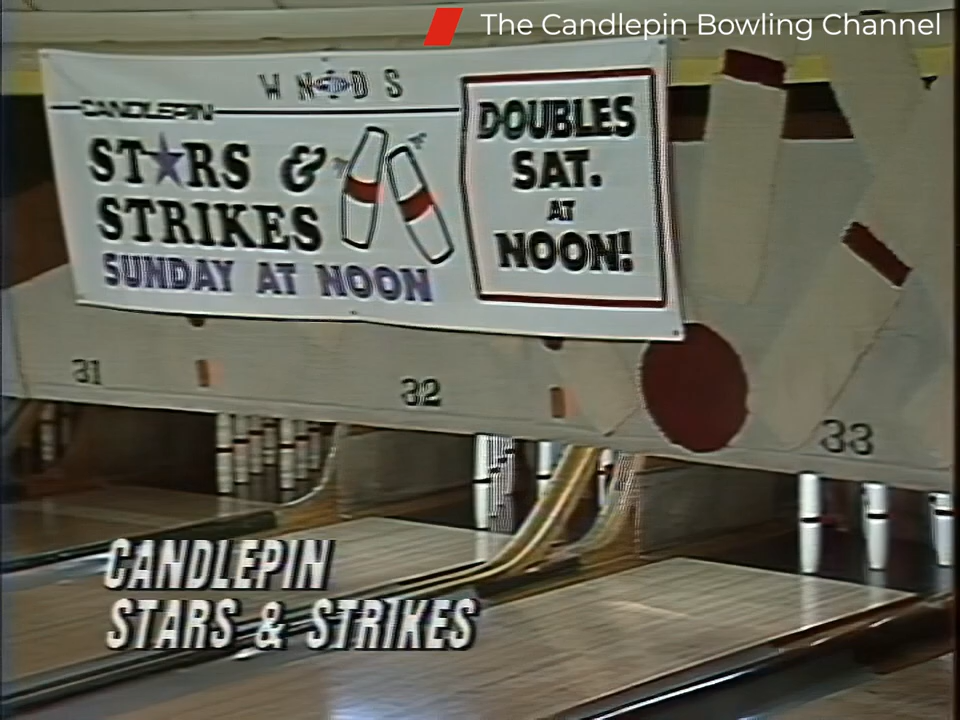 The Candlepin Bowling Channel
W N D S
CANDLEPIN
STARS &
STRIKES
SUNDAY AT NOON
DOUBLES
SAT.
AT
NOON!
31
32
33
CANDLEPIN
STARS & STRIKES